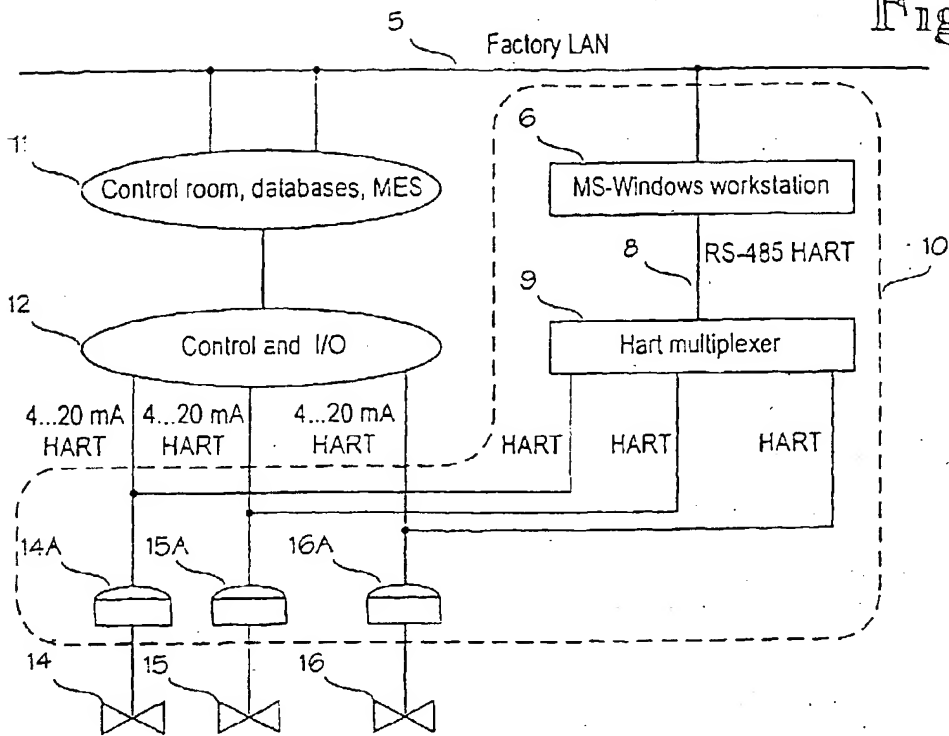 Fig
5
Factory LAN
11
Control room, databases, MES
6
MS-Windows workstation
8
RS-485 HART
10
9
12
Control and I/O
Hart multiplexer
4...20 mA 4...20 mA 4...20 mA
HART HART HART HART HART HART
14A 15A 16A
14 15 16